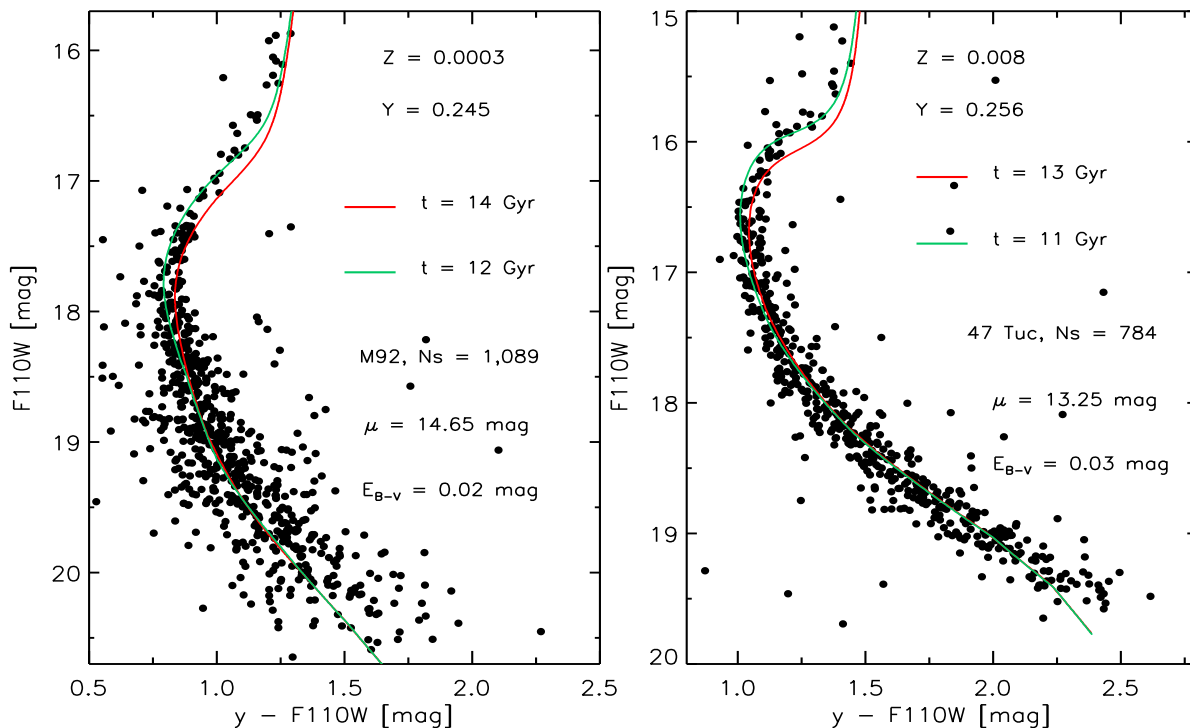 Z = 0.0003
Y = 0.245
t = 14 Gyr
t = 12 Gyr
M92, Ns = 1,089
μ = 14.65 mag
E_B-V = 0.02 mag
16
17
18
19
20
F110W [mag]
0.5 1.0 1.5 2.0 2.5
y - F110W [mag]
Z = 0.008
Y = 0.256
t = 13 Gyr
t = 11 Gyr
47 Tuc, Ns = 784
μ = 13.25 mag
E_B-V = 0.03 mag
15
16
17
18
19
20
F110W [mag]
1.0 1.5 2.0 2.5
y - F110W [mag]